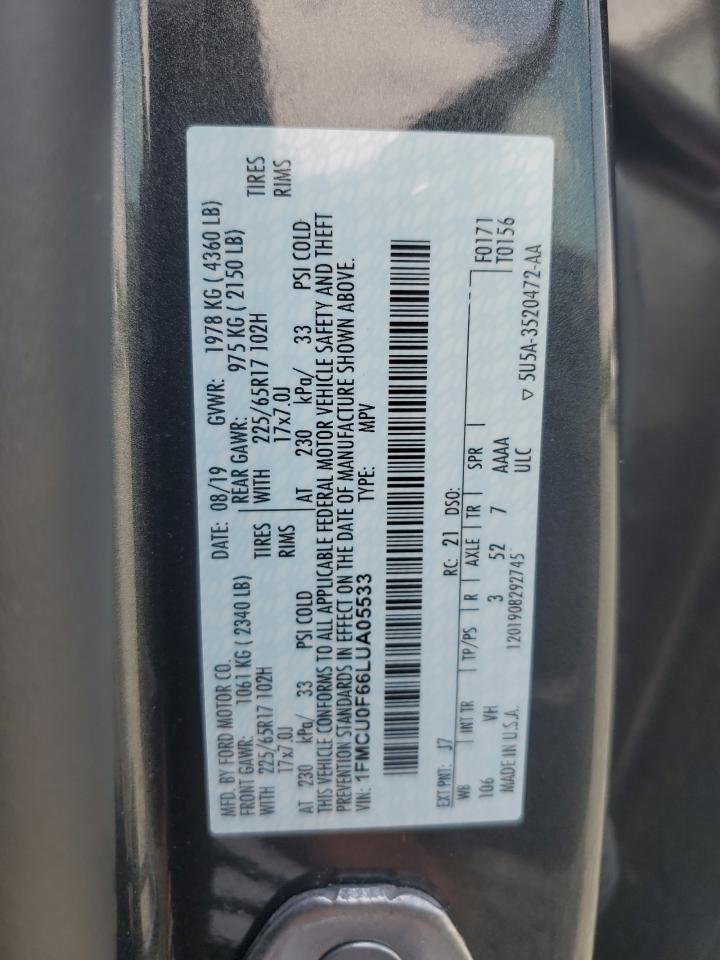 MFD. BY FORD MOTOR CO. DATE: 08/19 GVWR: 1978 KG ( 4360 LB)
FRONT GAWR: 1061 KG ( 2340 LB) REAR GAWR: 975 KG ( 2150 LB)
WITH 225/65R17 102H TIRES WITH 225/65R17 102H TIRES
17x7.0J RIMS 17x7.0J RIMS
AT 230 kPa/ 33 PSI COLD AT 230 kPa/ 33 PSI COLD
THIS VEHICLE CONFORMS TO ALL APPLICABLE FEDERAL MOTOR VEHICLE SAFETY AND THEFT
PREVENTION STANDARDS IN EFFECT ON THE DATE OF MANUFACTURE SHOWN ABOVE.
VIN: 1FMCU0F66LUA05533 TYPE: MPV
EXT PNT: J7 RC: 21 DSO: F0171
WB INT TR TP/PS R AXLE TR SPR T0156
106 VH 3 52 7 AAAA
MADE IN U.S.A. 1201908292745 ULC ▽ 5U5A-3520472-AA